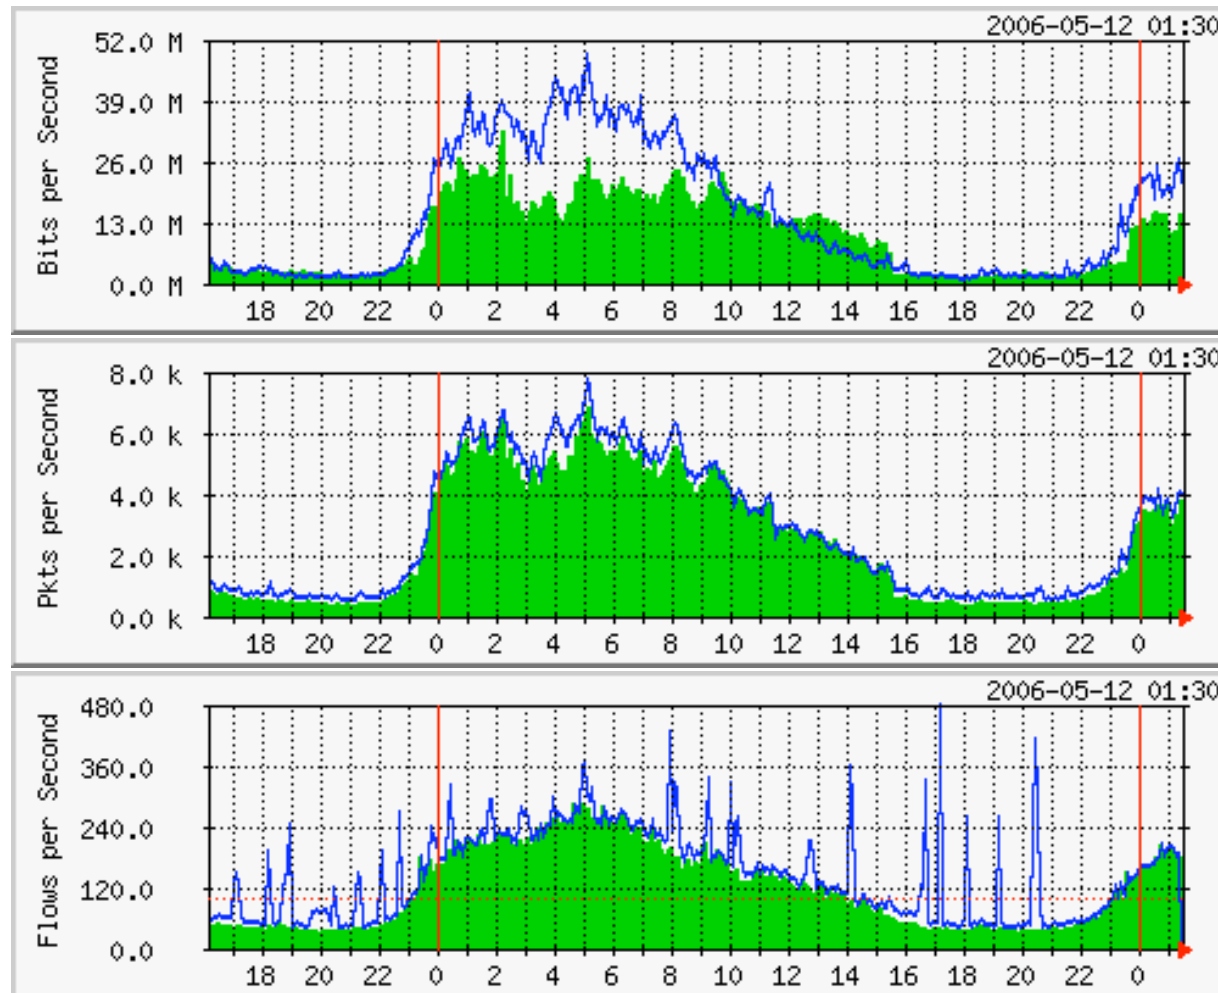 2006-05-12 01:30
Bits per Second
52.0 M
39.0 M
26.0 M
13.0 M
0.0 M
18 20 22 0 2 4 6 8 10 12 14 16 18 20 22 0
2006-05-12 01:30
Pkts per Second
8.0 k
6.0 k
4.0 k
2.0 k
0.0 k
18 20 22 0 2 4 6 8 10 12 14 16 18 20 22 0
2006-05-12 01:30
Flows per Second
480.0
360.0
240.0
120.0
0.0
18 20 22 0 2 4 6 8 10 12 14 16 18 20 22 0